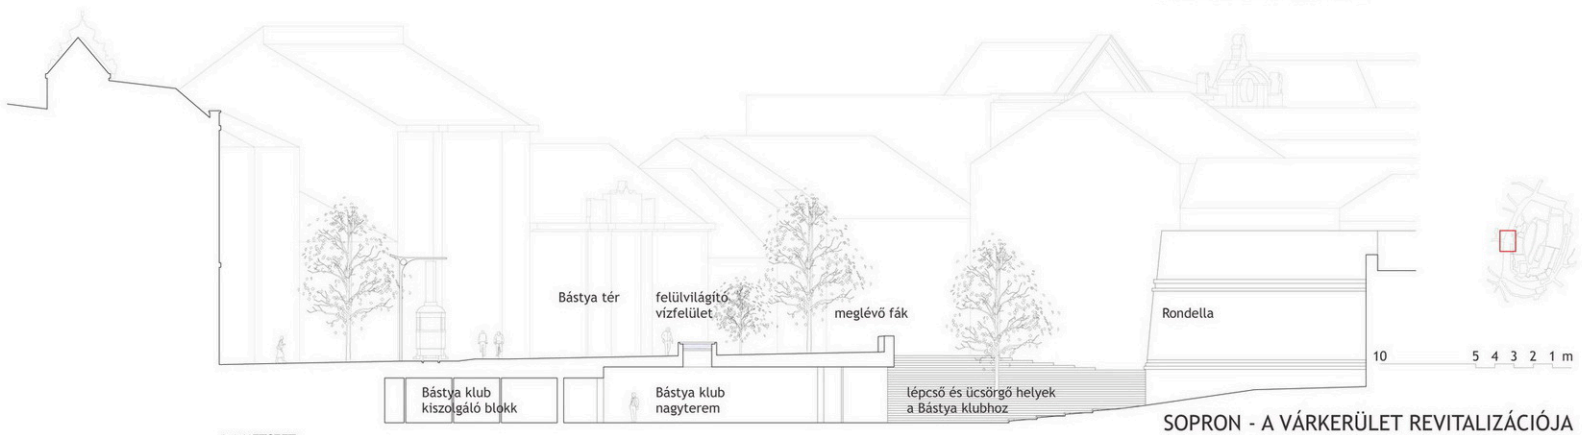 Bástya tér
felülvilágító
vízfelület
meglévő fák
Rondella
10 5 4 3 2 1 m
Bástya klub
kiszolgáló blokk
Bástya klub
nagyterem
lépcső és ücsörgő helyek
a Bástya klubhoz
SOPRON - A VÁRKERÜLET REVITALIZÁCIÓJA